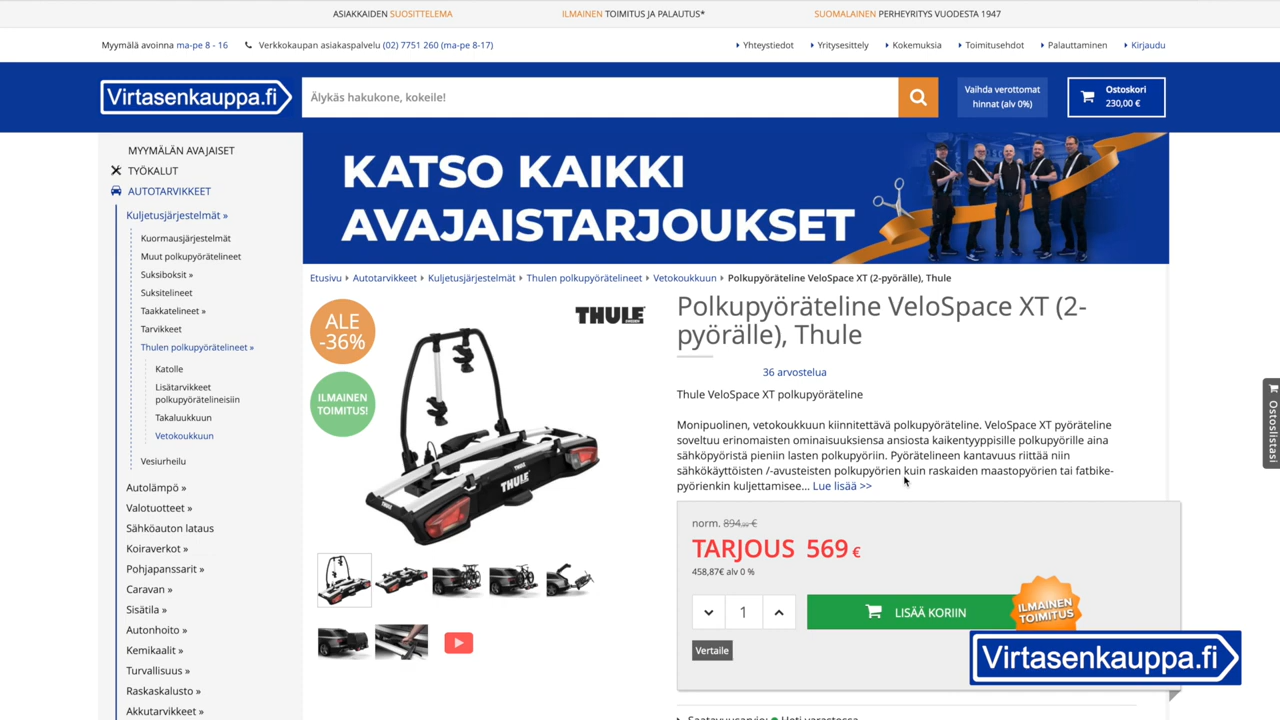 ASIAKKAIDEN SUOSITTELEMA
ILMAINEN TOIMITUS JA PALAUTUS*
SUOMALAINEN PERHEYRITYS VUODESTA 1947
Myymälä avoinna ma-pe 8 - 16
Verkkokaupan asiakaspalvelu (02) 7751 260 (ma-pe 8-17)
Yhteystiedot
Yritysesittely
Kokemuksia
Toimitusehdot
Palauttaminen
Kirjaudu
Virtasenkauppa.fi
Älykäs hakukone, kokeile!
Vaihda verottomat
hinnat (alv 0%)
Ostoskori
230,00 €
MYYMÄLÄN AVAJAISET
TYÖKALUT
AUTOTARVIKKEET
Kuljetusjärjestelmät »
Kuormausjärjestelmät
Muut polkupyörätelineet
Suksiboksit »
Suksitelineet
Taakkatelineet »
Tarvikkeet
Thulen polkupyörätelineet »
Katolle
Lisätarvikkeet
polkupyörätelineisiin
Takaluukkuun
Vetokoukkuun
Vesiurheilu
Autolämpö »
Valotuotteet »
Sähköauton lataus
Koiraverkot »
Pohjapanssarit »
Caravan »
Sisätila »
Autonhoito »
Kemikaalit »
Turvallisuus »
Raskaskalusto »
Akkutarvikkeet »
KATSO KAIKKI
AVAJAISTARJOUKSET
Etusivu
Autotarvikkeet
Kuljetusjärjestelmät
Thulen polkupyörätelineet
Vetokoukkuun
Polkupyöräteline VeloSpace XT (2-pyörälle), Thule
ALE
-36%
ILMAINEN
TOIMITUS!
THULE
SWEDEN
THULE
THULE
Polkupyöräteline VeloSpace XT (2-
pyörälle), Thule
36 arvostelua
Thule VeloSpace XT polkupyöräteline
Monipuolinen, vetokoukkuun kiinnitettävä polkupyöräteline. VeloSpace XT pyöräteline
soveltuu erinomaisten ominaisuuksiensa ansiosta kaikentyyppisille polkupyörille aina
sähköpyöristä pieniin lasten polkupyöriin. Pyörätelineen kantavuus riittää niin
sähkökäyttöisten /-avusteisten polkupyörien kuin raskaiden maastopyörien tai fatbike-
pyörienkin kuljettamisee... Lue lisää >>
norm. 894,99 €
TARJOUS 569 €
458,87€ alv 0 %
1
LISÄÄ KORIIN
ILMAINEN
TOIMITUS
Vertaile
Virtasenkauppa.fi
Saatavuusarvio: Heti varastossa
Ostoslistasi